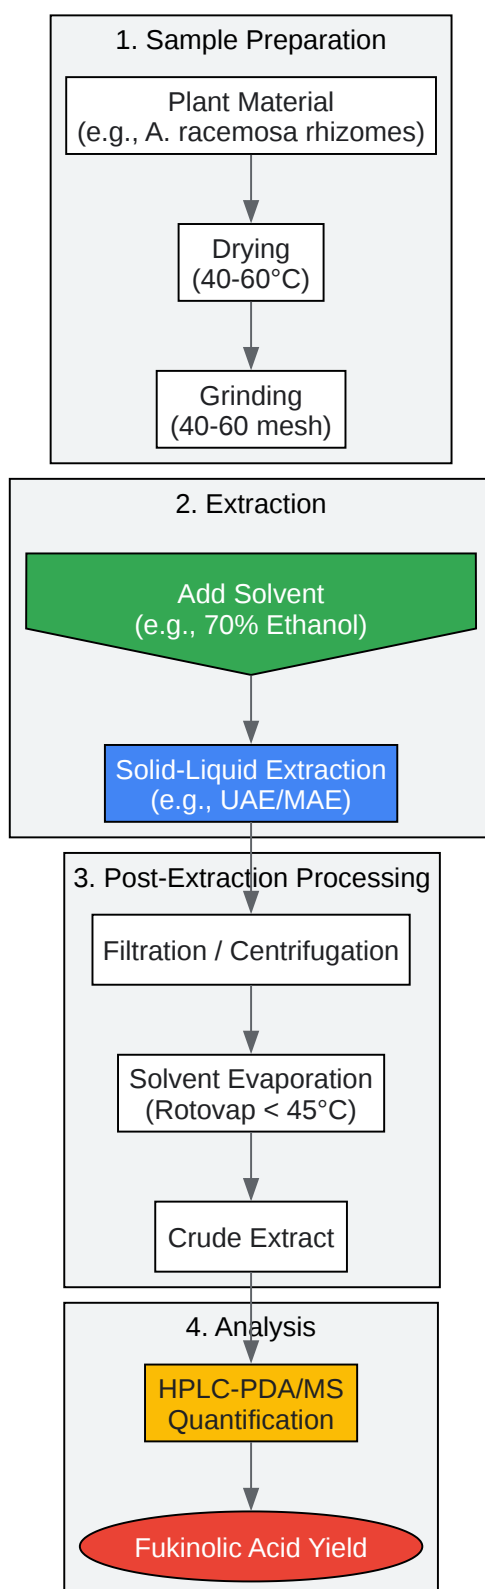 1. Sample Preparation
Plant Material
(e.g., A. racemosa rhizomes)
Drying
(40-60°C)
Grinding
(40-60 mesh)
2. Extraction
Add Solvent
(e.g., 70% Ethanol)
Solid-Liquid Extraction
(e.g., UAE/MAE)
3. Post-Extraction Processing
Filtration / Centrifugation
Solvent Evaporation
(Rotovap < 45°C)
Crude Extract
4. Analysis
HPLC-PDA/MS
Quantification
Fukinolic Acid Yield